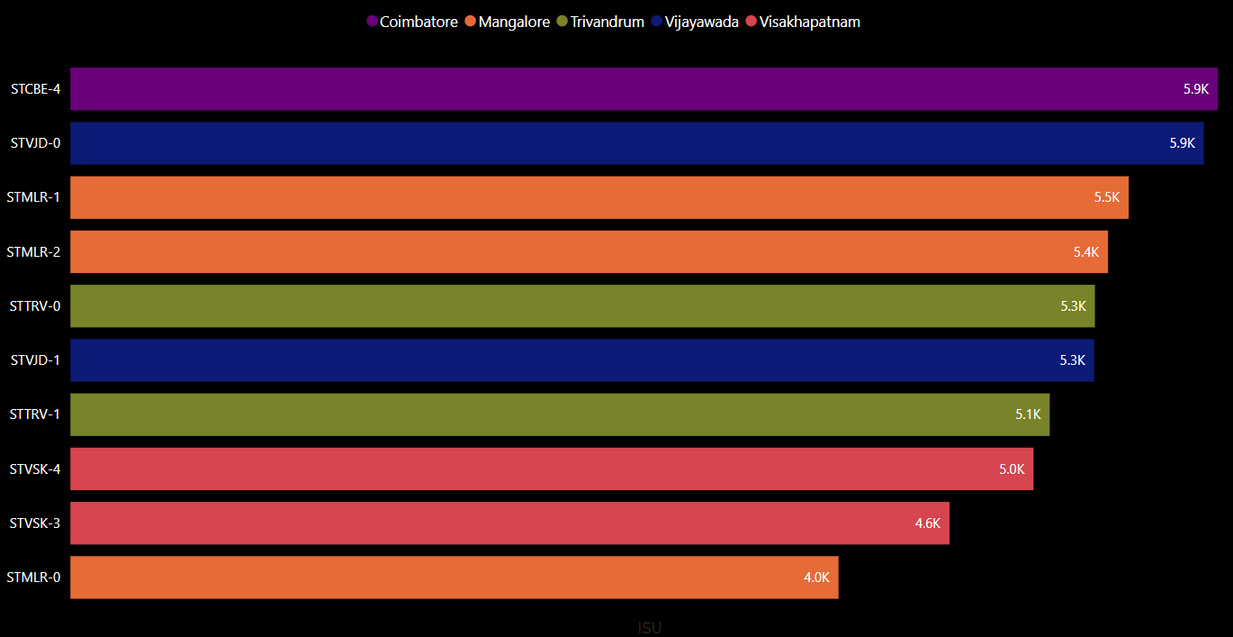 Coimbatore Mangalore Trivandrum Vijayawada Visakhapatnam
STCBE-4 5.9K
STVJD-0 5.9K
STMLR-1 5.5K
STMLR-2 5.4K
STTRV-0 5.3K
STVJD-1 5.3K
STTRV-1 5.1K
STVSK-4 5.0K
STVSK-3 4.6K
STMLR-0 4.0K
ISU